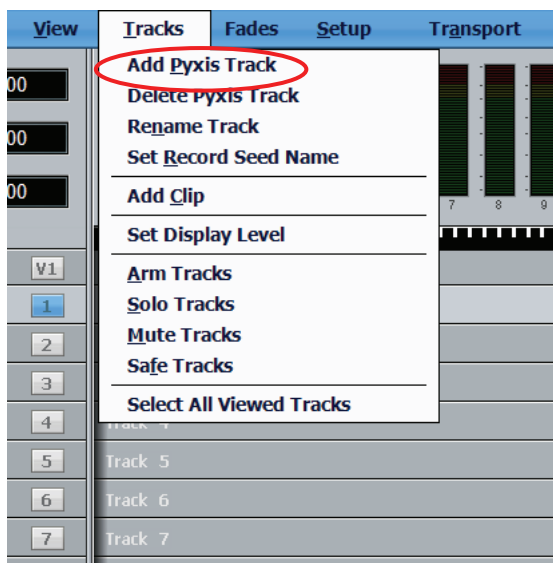 View Tracks Fades Setup Transport
Add Pyxis Track
00
Delete Pyxis Track
Rename Track
00
Set Record Seed Name
00
Add Clip
7 8 9
Set Display Level
V1
Arm Tracks
1
Solo Tracks
2
Mute Tracks
Safe Tracks
3
Select All Viewed Tracks
4 Track 4
5 Track 5
6 Track 6
7 Track 7